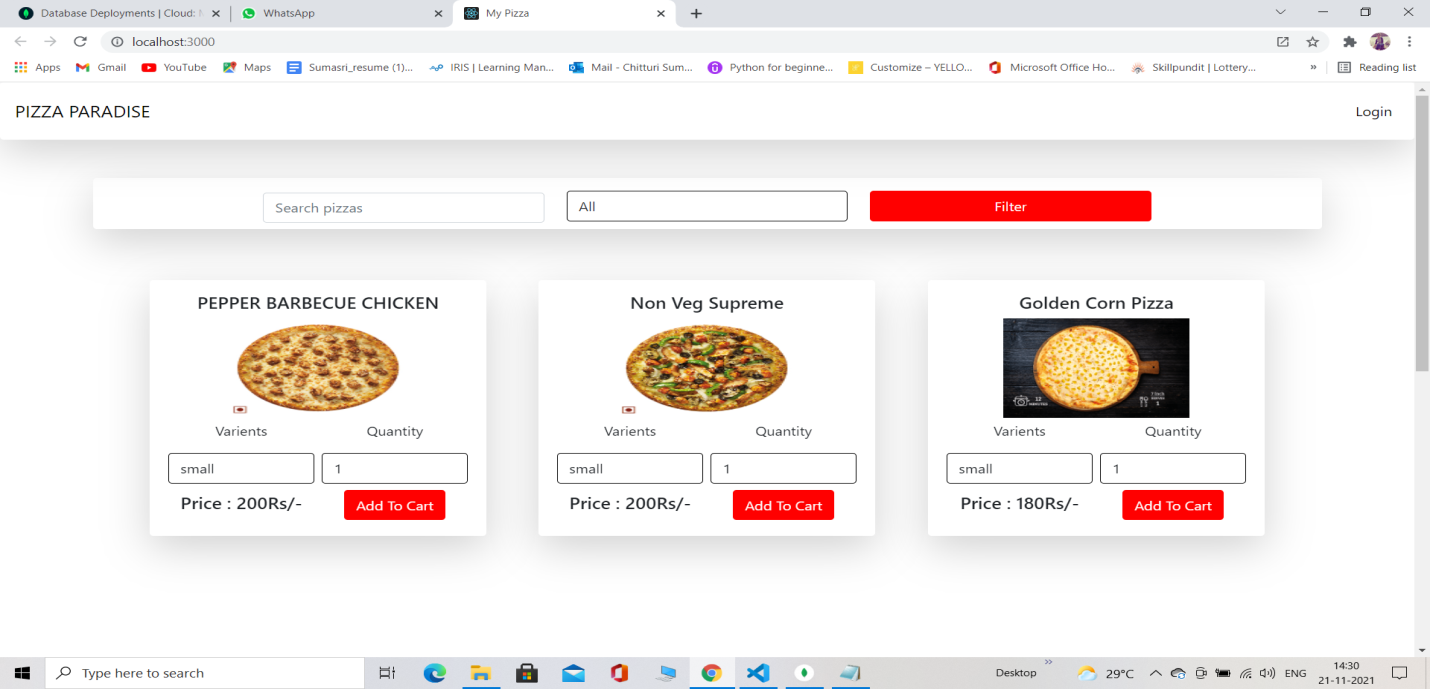 Database Deployments | Cloud: M
WhatsApp
My Pizza
localhost:3000
Apps Gmail YouTube Maps Sumasri_resume (1)... IRIS | Learning Man... Mail - Chitturi Sum... Python for beginne... Customize – YELLO... Microsoft Office Ho... Skillpundit | Lottery... » Reading list
PIZZA PARADISE Login
Search pizzas All Filter
PEPPER BARBECUE CHICKEN
Varients Quantity
small 1
Price : 200Rs/- Add To Cart
Non Veg Supreme
Varients Quantity
small 1
Price : 200Rs/- Add To Cart
Golden Corn Pizza
12
1
Varients Quantity
small 1
Price : 180Rs/- Add To Cart
Type here to search
Desktop » 29°C ENG
14:30
21-11-2021